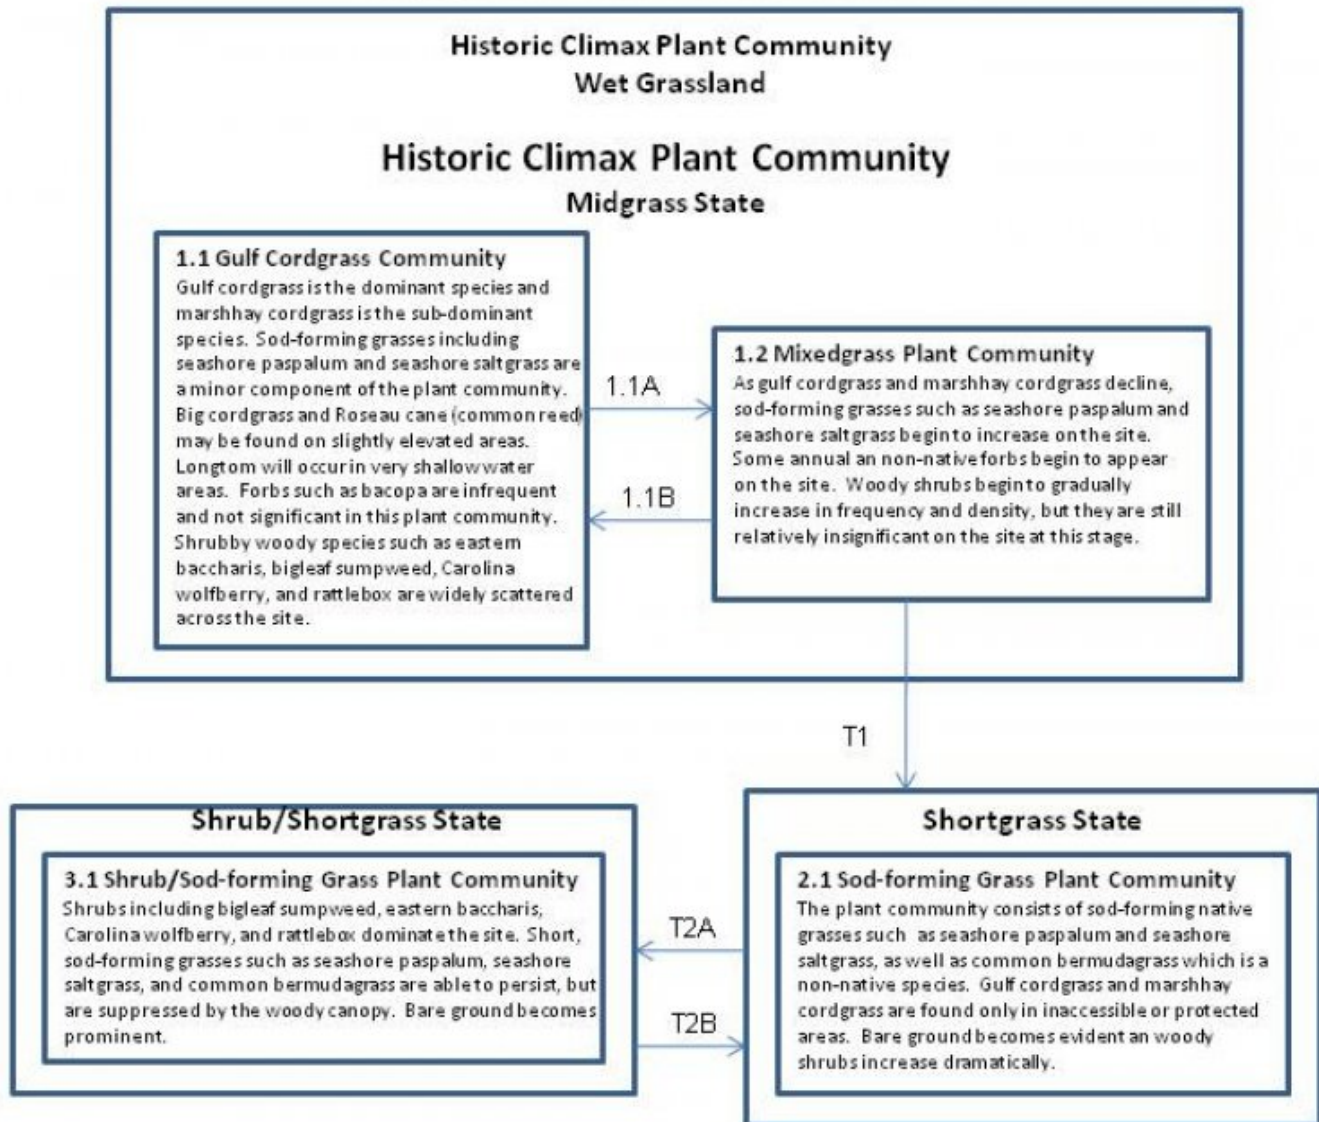 Historic Climax Plant Community
Wet Grassland
Historic Climax Plant Community
Midgrass State
1.1 Gulf Cordgrass Community
Gulf cordgrass is the dominant species and
marshhay cordgrass is the sub-dominant
species. Sod-forming grasses including
seashore paspalum and seashore saltgrass are
a minor component of the plant community.
Big cordgrass and Roseau cane (common reed)
may be found on slightly elevated areas.
Longtom will occur in very shallow water
areas. Forbs such as bacopa are infrequent
and not significant in this plant community.
Shrubby woody species such as eastern
baccharis, bigleaf sumpweed, Carolina
wolfberry, and rattlebox are widely scattered
across the site.
1.1A
1.1B
1.2 Mixedgrass Plant Community
As gulf cordgrass and marshhay cordgrass decline,
sod-forming grasses such as seashore paspalum and
seashore saltgrass begin to increase on the site.
Some annual an non-native forbs begin to appear
on the site. Woody shrubs begin to gradually
increase in frequency and density, but they are still
relatively insignificant on the site at this stage.
T1
Shrub/Shortgrass State
3.1 Shrub/Sod-forming Grass Plant Community
Shrubs including bigleaf sumpweed, eastern baccharis,
Carolina wolfberry, and rattlebox dominate the site. Short,
sod-forming grasses such as seashore paspalum, seashore
saltgrass, and common bermudagrass are able to persist, but
are suppressed by the woody canopy. Bare ground becomes
prominent.
T2A
T2B
Shortgrass State
2.1 Sod-forming Grass Plant Community
The plant community consists of sod-forming native
grasses such as seashore paspalum and seashore
saltgrass, as well as common bermudagrass which is a
non-native species. Gulf cordgrass and marshhay
cordgrass are found only in inaccessible or protected
areas. Bare ground becomes evident an woody
shrubs increase dramatically.